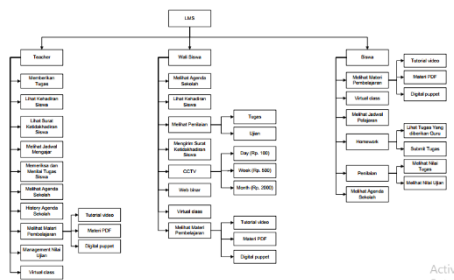 LMS
Teacher
Memberikan
Tugas
Lihat Kehadiran
Siswa
Lihat Surat
Ketidakhadiran
Siswa
Melihat Jadwal
Mengajar
Memeriksa dan
Menilai Tugas
Siswa
Melihat Agenda
Sekolah
History Agenda
Sekolah
Melihat Materi
Pembelajaran
Tutorial video
Materi PDF
Digital puppet
Management Nilai
Ujian
Virtual class
Wali Siswa
Melihat Agenda
Sekolah
Lihat Kehadiran
Siswa
Melihat Penilaian
Tugas
Ujian
Mengirim Surat
Ketidakhadiran
Siswa
CCTV
Day (Rp. 100)
Week (Rp. 500)
Month (Rp. 2000)
Web binar
Virtual class
Melihat Materi
Pembelajaran
Tutorial video
Materi PDF
Digital puppet
Siswa
Melihat Materi
Pembelajaran
Tutorial video
Materi PDF
Digital puppet
Virtual class
Melihat Jadwal
Pelajaran
Homework
Lihat Tugas Yang
diberikan Guru
Submit Tugas
Penilaian
Melihat Nilai
Tugas
Melihat Nilai Ujian
Melihat Agenda
Sekolah
Activ